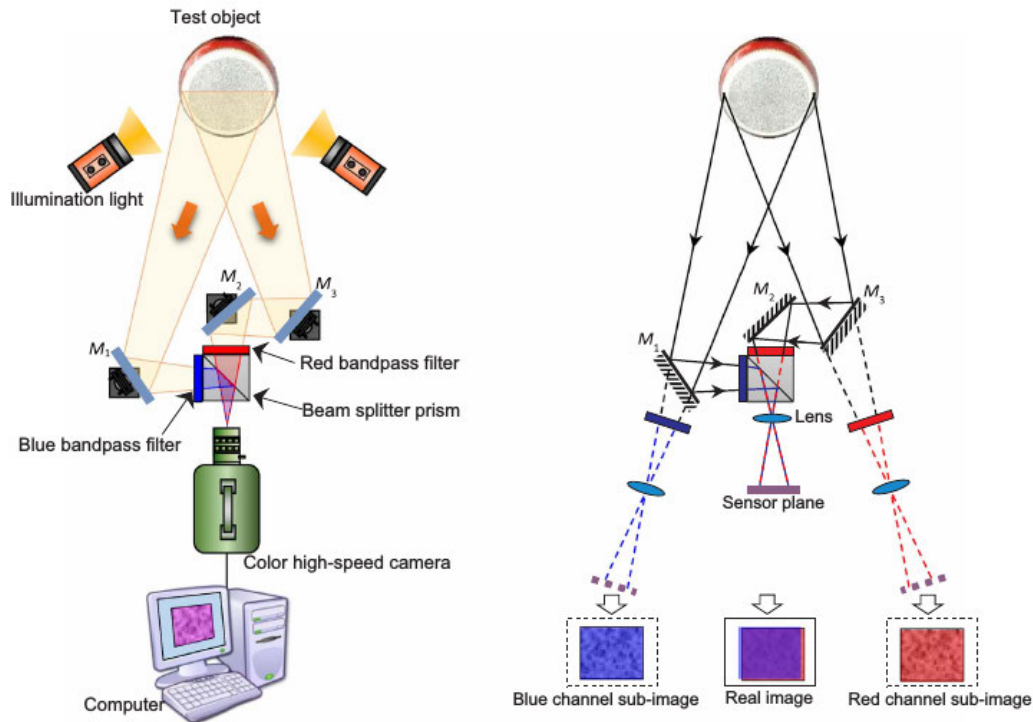 Test object
Illumination light
M1
M2
M3
Red bandpass filter
Beam splitter prism
Blue bandpass filter
Color high-speed camera
Computer
M1
M2
M3
Lens
Sensor plane
Blue channel sub-image
Real image
Red channel sub-image